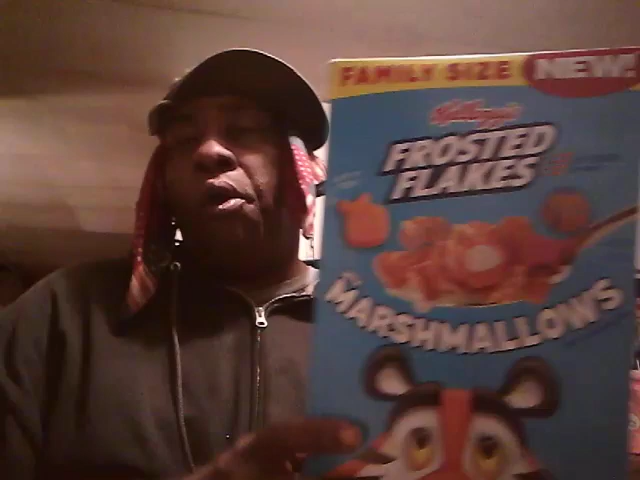 FAMILY SIZE NEW!
Kellogg's
FROSTED
FLAKES
MARSHMALLOWS